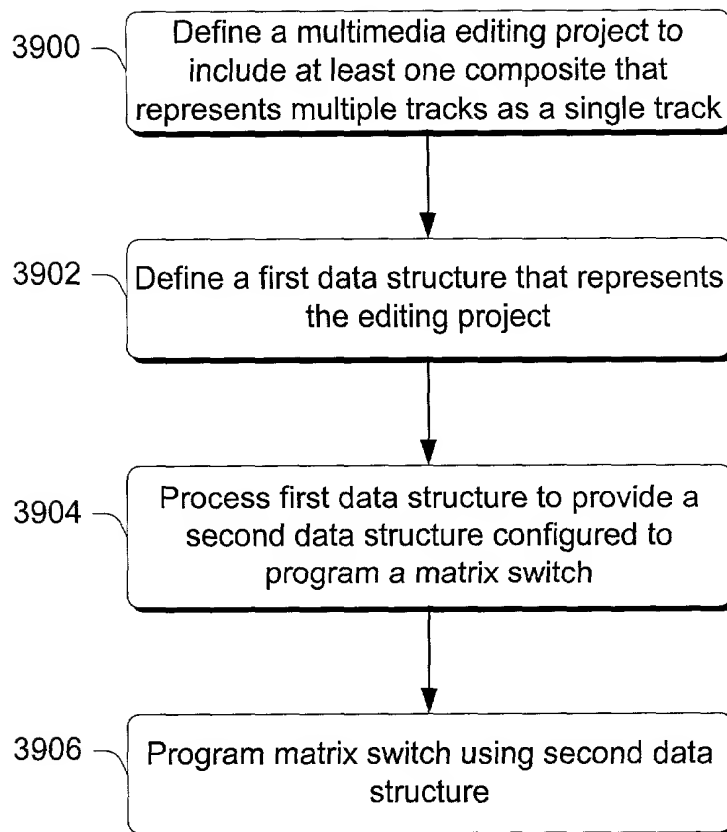 3900
Define a multimedia editing project to
include at least one composite that
represents multiple tracks as a single track
3902
Define a first data structure that represents
the editing project
3904
Process first data structure to provide a
second data structure configured to
program a matrix switch
3906
Program matrix switch using second data
structure